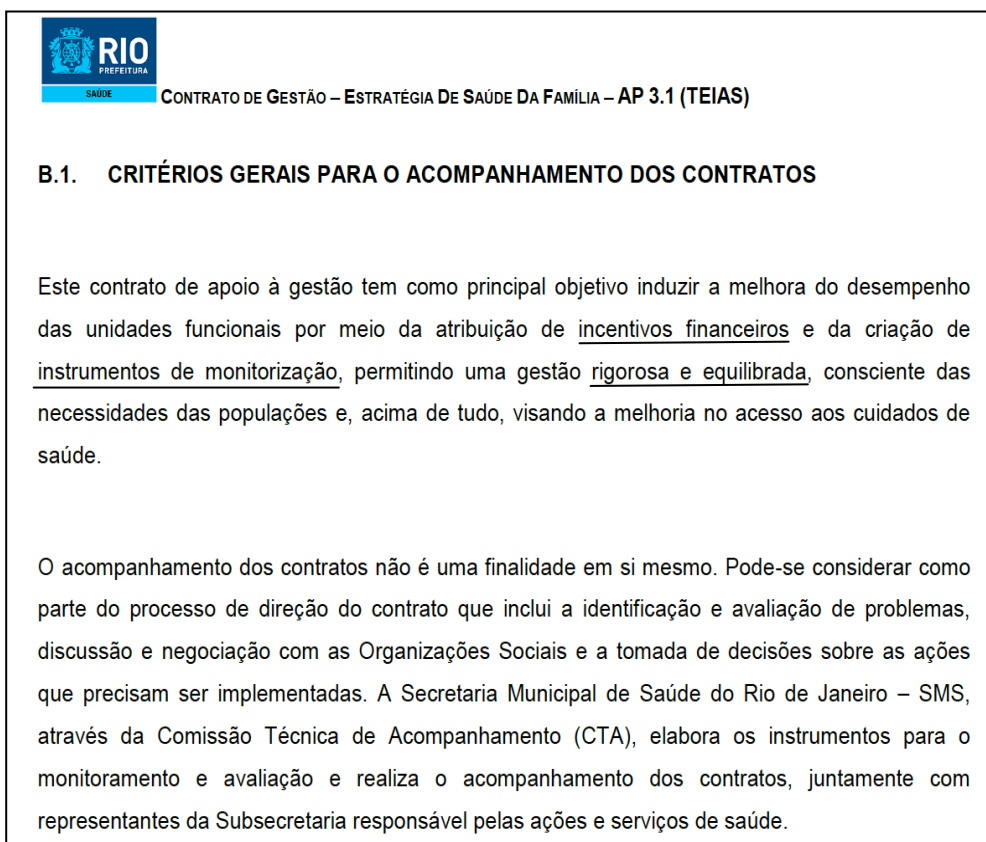 RIO
PREFEITURA
SAÚDE
CONTRATO DE GESTÃO – ESTRATÉGIA DE SAÚDE DA FAMÍLIA – AP 3.1 (TEIAS)
B.1. CRITÉRIOS GERAIS PARA O ACOMPANHAMENTO DOS CONTRATOS
Este contrato de apoio à gestão tem como principal objetivo induzir a melhora do desempenho
das unidades funcionais por meio da atribuição de incentivos financeiros e da criação de
instrumentos de monitorização, permitindo uma gestão rigorosa e equilibrada, consciente das
necessidades das populações e, acima de tudo, visando a melhoria no acesso aos cuidados de
saúde.
O acompanhamento dos contratos não é uma finalidade em si mesmo. Pode-se considerar como
parte do processo de direção do contrato que inclui a identificação e avaliação de problemas,
discussão e negociação com as Organizações Sociais e a tomada de decisões sobre as ações
que precisam ser implementadas. A Secretaria Municipal de Saúde do Rio de Janeiro – SMS,
através da Comissão Técnica de Acompanhamento (CTA), elabora os instrumentos para o
monitoramento e avaliação e realiza o acompanhamento dos contratos, juntamente com
representantes da Subsecretaria responsável pelas ações e serviços de saúde.